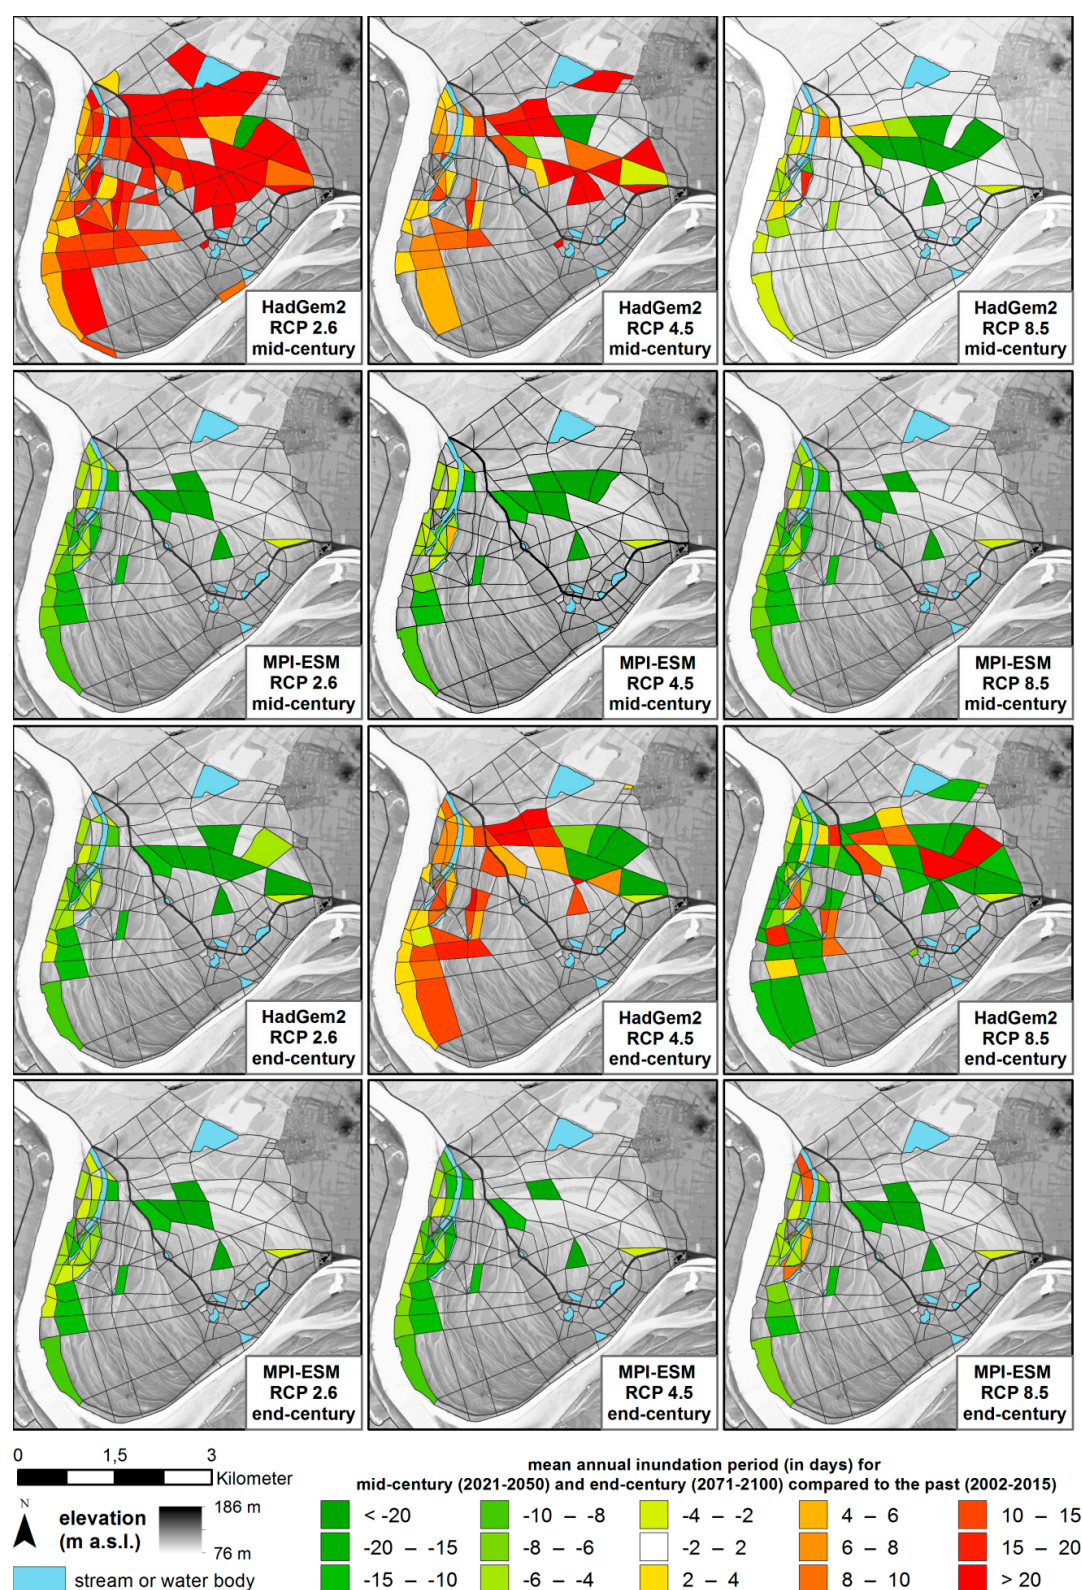 HadGem2
RCP 2.6
mid-century
HadGem2
RCP 4.5
mid-century
HadGem2
RCP 8.5
mid-century
MPI-ESM
RCP 2.6
mid-century
MPI-ESM
RCP 4.5
mid-century
MPI-ESM
RCP 8.5
mid-century
HadGem2
RCP 2.6
end-century
HadGem2
RCP 4.5
end-century
HadGem2
RCP 8.5
end-century
MPI-ESM
RCP 2.6
end-century
MPI-ESM
RCP 4.5
end-century
MPI-ESM
RCP 8.5
end-century
0 1,5 3
Kilometer
N
elevation
(m a.s.l.)
186 m
76 m
stream or water body
mean annual inundation period (in days) for
mid-century (2021-2050) and end-century (2071-2100) compared to the past (2002-2015)
< -20
-20 – -15
-15 – -10
-10 – -8
-8 – -6
-6 – -4
-4 – -2
-2 – 2
2 – 4
4 – 6
6 – 8
8 – 10
10 – 15
15 – 20
> 20